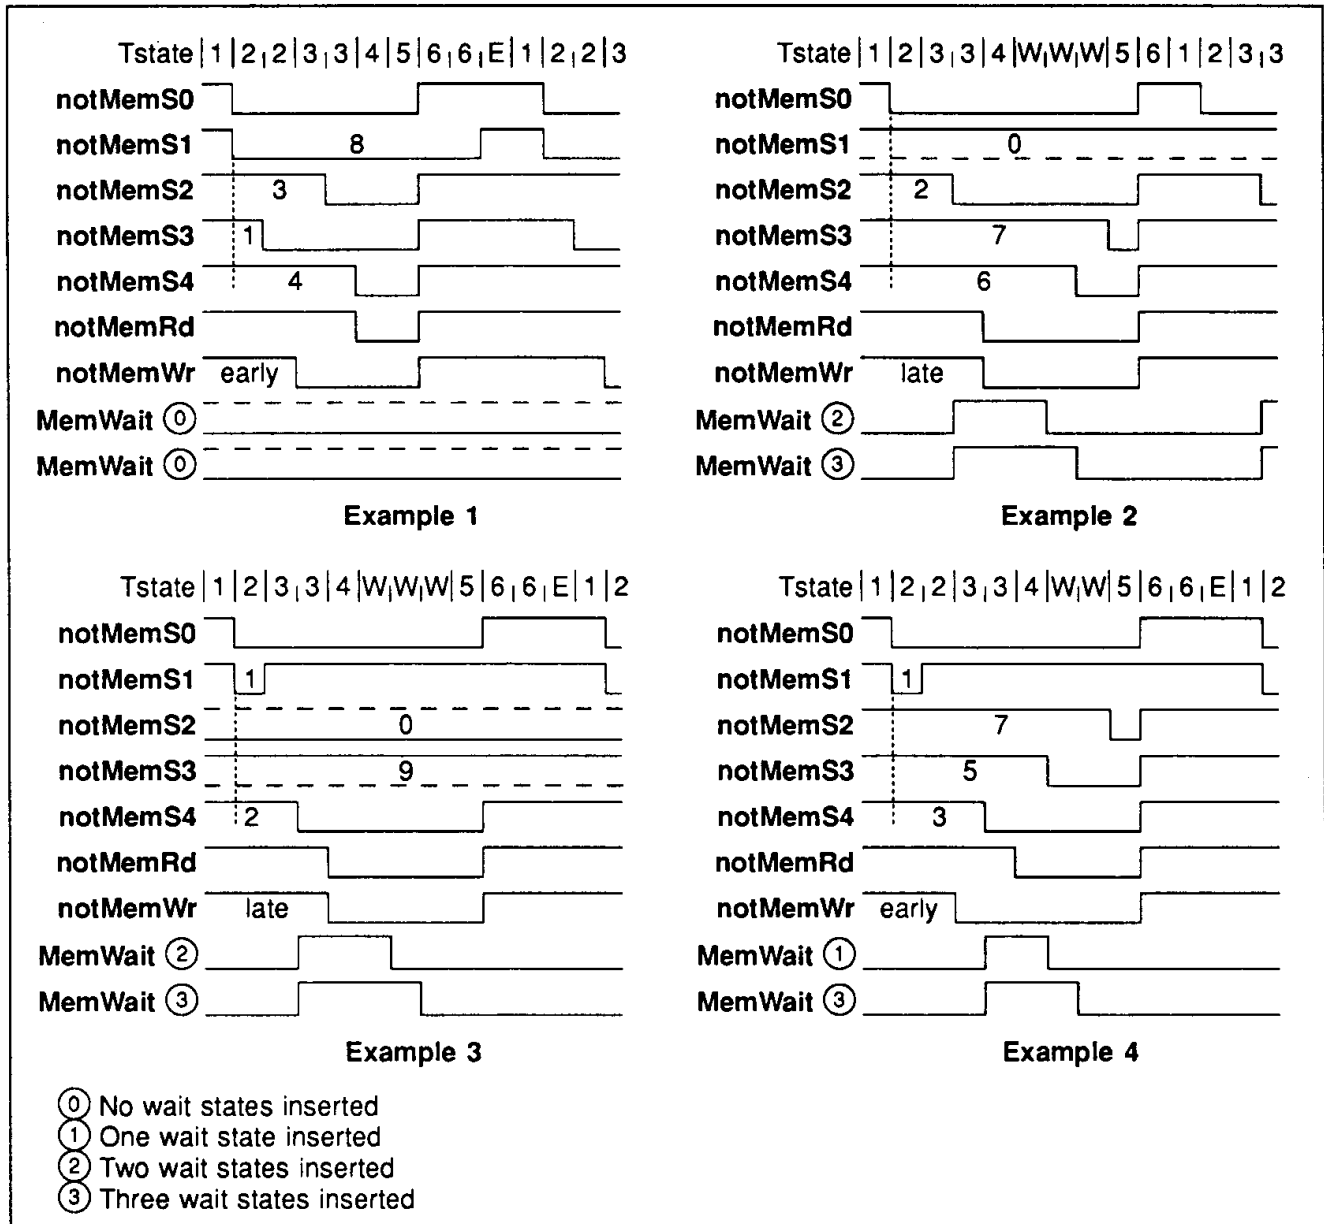 Tstate |1|2|2|3|3|4|5|6|6|E|1|2|2|3
notMemS0
notMemS1 8
notMemS2 3
notMemS3 1
notMemS4 4
notMemRd
notMemWr early
MemWait 0
MemWait 0
Example 1
Tstate |1|2|3|3|4|W|W|W|5|6|1|2|3|3
notMemS0
notMemS1 0
notMemS2 2
notMemS3 7
notMemS4 6
notMemRd
notMemWr late
MemWait 2
MemWait 3
Example 2
Tstate |1|2|3|3|4|W|W|W|5|6|6|E|1|2
notMemS0
notMemS1 1
notMemS2 0
notMemS3 9
notMemS4 2
notMemRd
notMemWr late
MemWait 2
MemWait 3
Example 3
Tstate |1|2|2|3|3|4|W|W|5|6|6|E|1|2
notMemS0
notMemS1 1
notMemS2 7
notMemS3 5
notMemS4 3
notMemRd
notMemWr early
MemWait 1
MemWait 3
Example 4
0 No wait states inserted
1 One wait state inserted
2 Two wait states inserted
3 Three wait states inserted